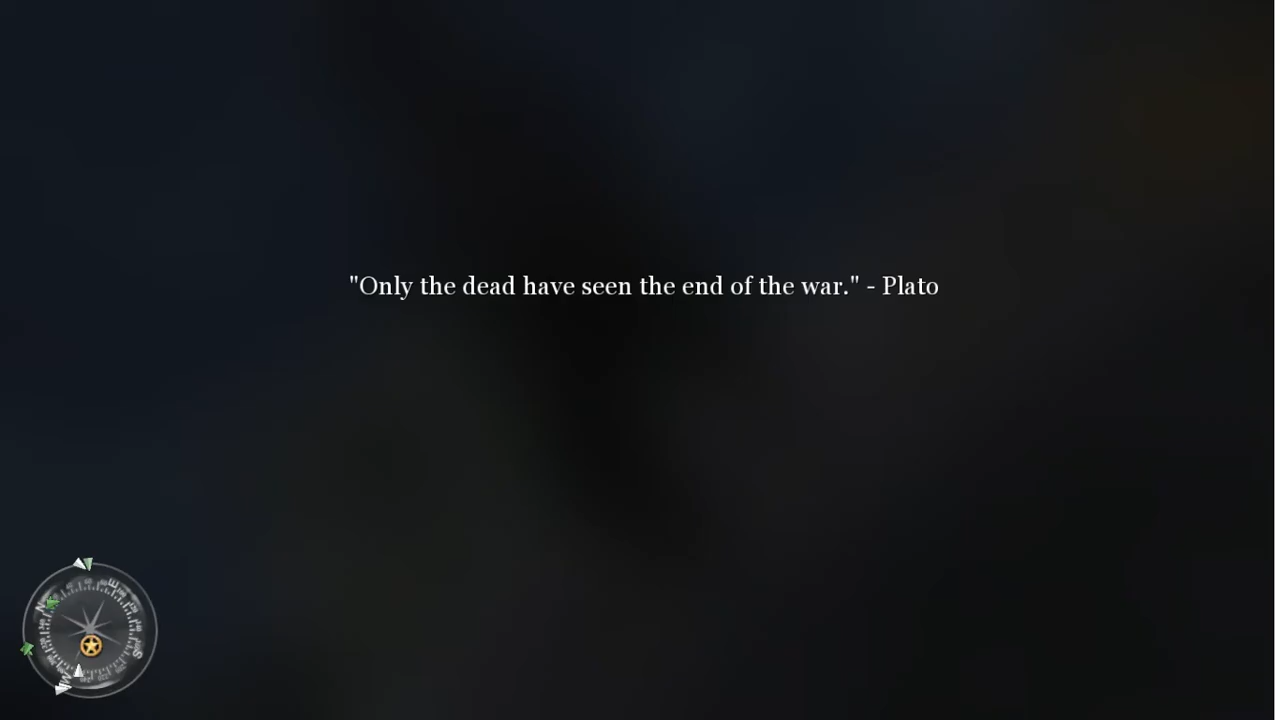 "Only the dead have seen the end of the war." - Plato